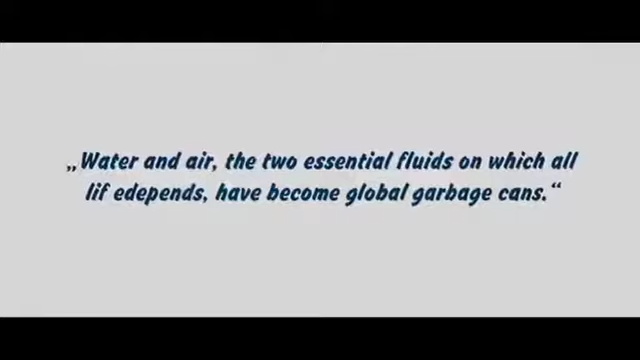 „Water and air, the two essential fluids on which all
lif edepends, have become global garbage cans.“